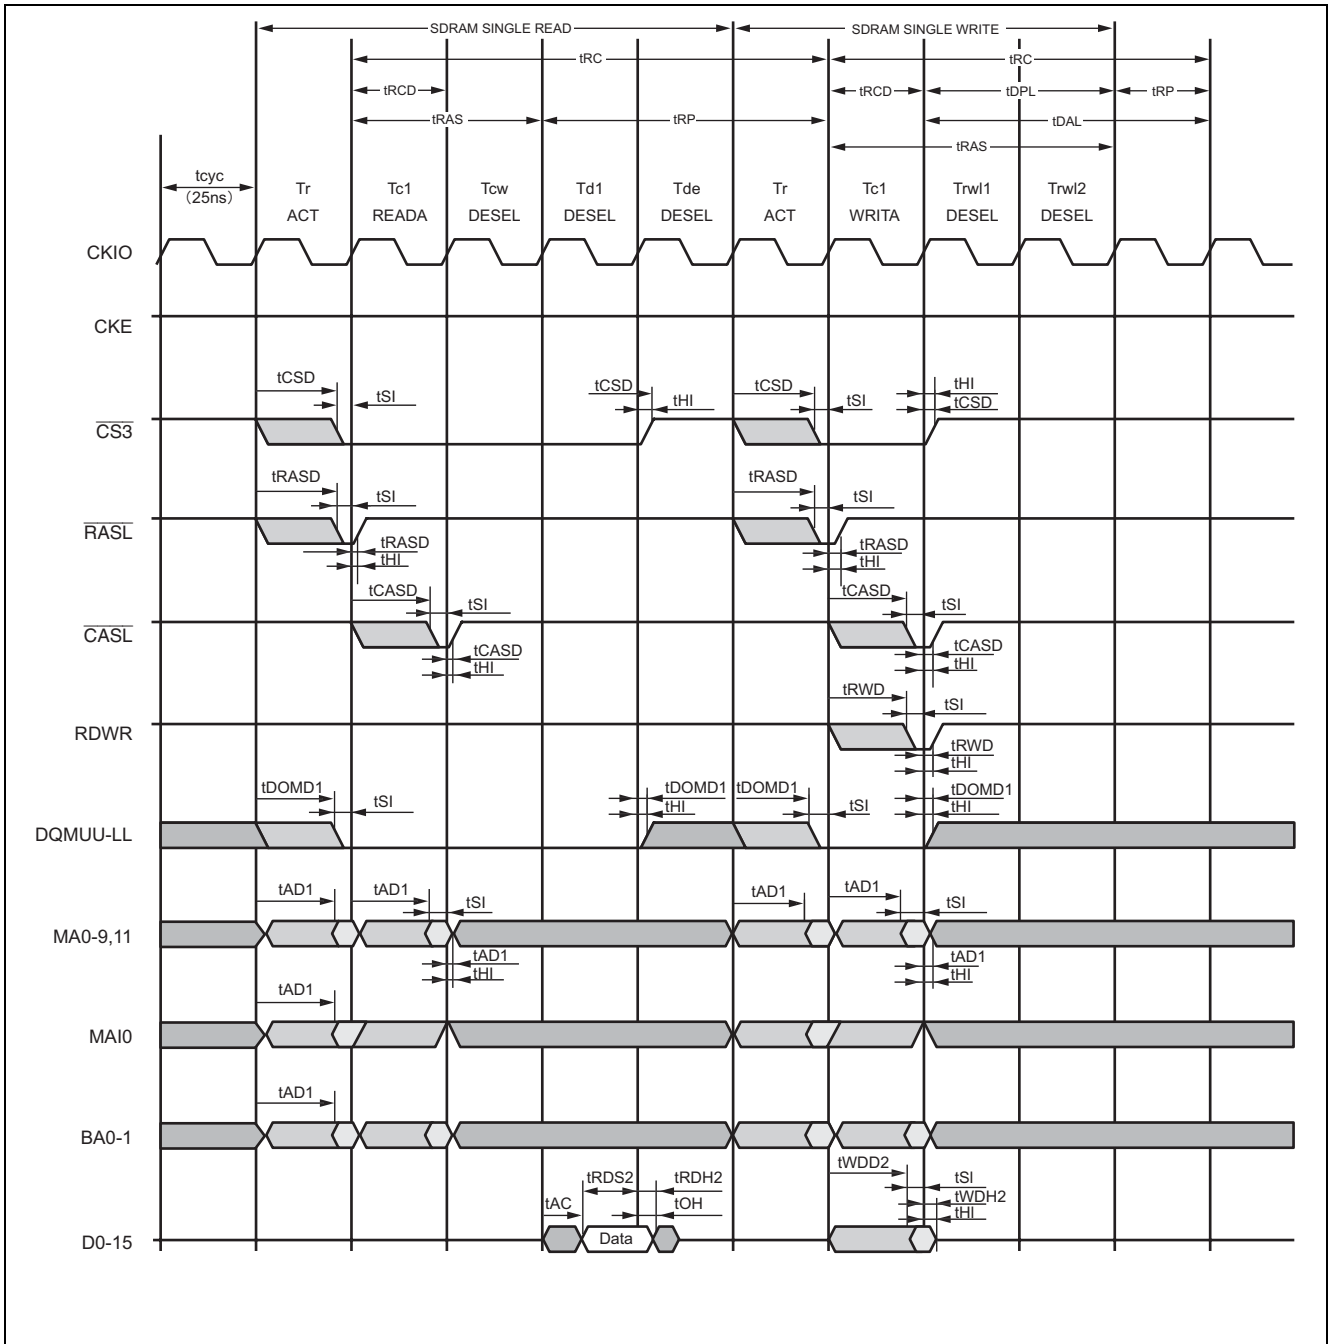 SDRAM SINGLE READ SDRAM SINGLE WRITE
tRC tRC
tRCD tRCD tDPL tRP
tRAS tRP tDAL
tRAS
tcyc
(25ns)
Tr Tc1 Tcw Td1 Tde Tr Tc1 Trwl1 Trwl2
ACT READA DESEL DESEL DESEL ACT WRITA DESEL DESEL
CKIO
CKE
tCSD tCSD tCSD tHI
tSI tHI tSI tCSD
CS3
tRASD tRASD
tSI tSI
RASL
tRASD tRASD
tHI tHI
tCASD tCASD
tSI tSI
CASL
tCASD tCASD
tHI tHI
tRWD
tSI
RDWR
tRWD
tHI
tDOMD1 tDOMD1 tDOMD1 tDOMD1
tSI tHI tSI tHI
DQMUU-LL
tAD1 tAD1 tAD1 tAD1
tSI tSI
MA0-9,11
tAD1 tAD1
tHI tHI
tAD1
MAI0
tAD1
BA0-1
tWDD2
tRDS2 tRDH2 tSI
tAC tOH tWDH2
tHI
D0-15 Data